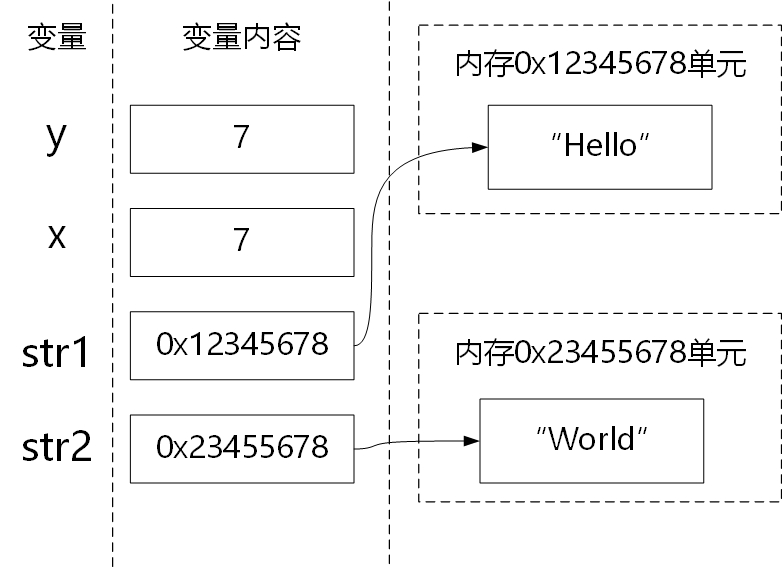 变量
变量内容
y
7
x
7
str1
0x12345678
str2
0x23455678
内存0x12345678单元
“Hello“
内存0x23455678单元
“World“